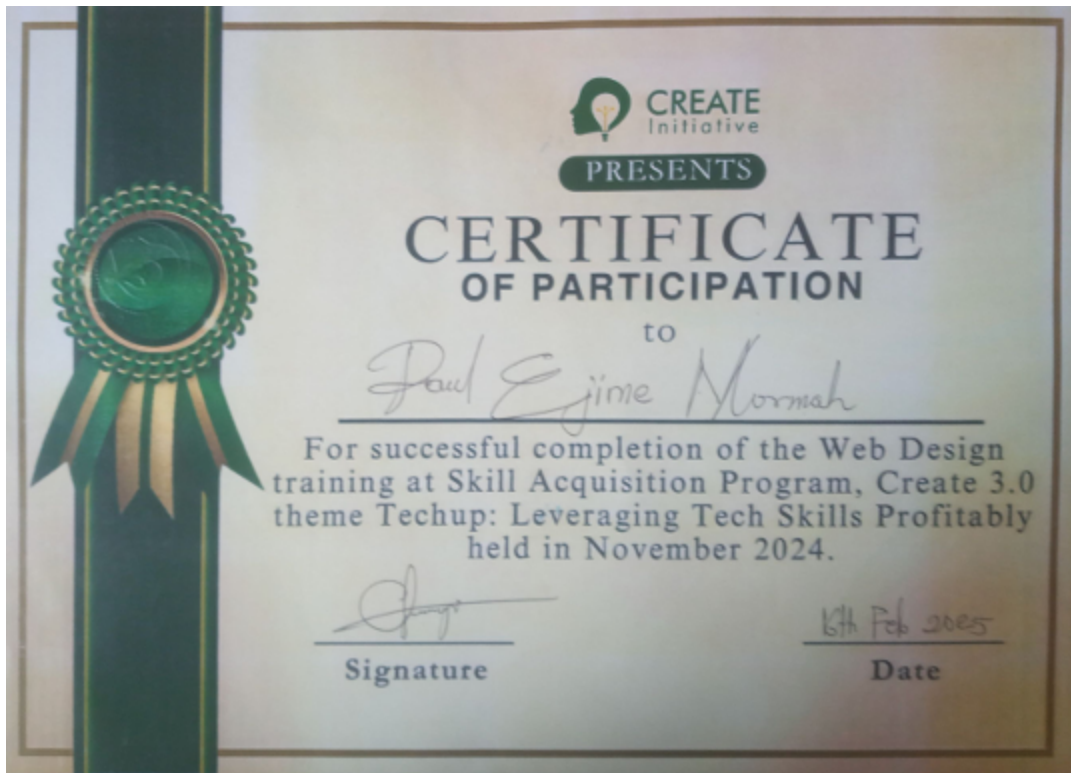 CREATE
Initiative
PRESENTS
CERTIFICATE
OF PARTICIPATION
to
Paul Ejime Mormah
For successful completion of the Web Design
training at Skill Acquisition Program, Create 3.0
theme Techup: Leveraging Tech Skills Profitably
held in November 2024.
16th Feb 2025
Signature
Date